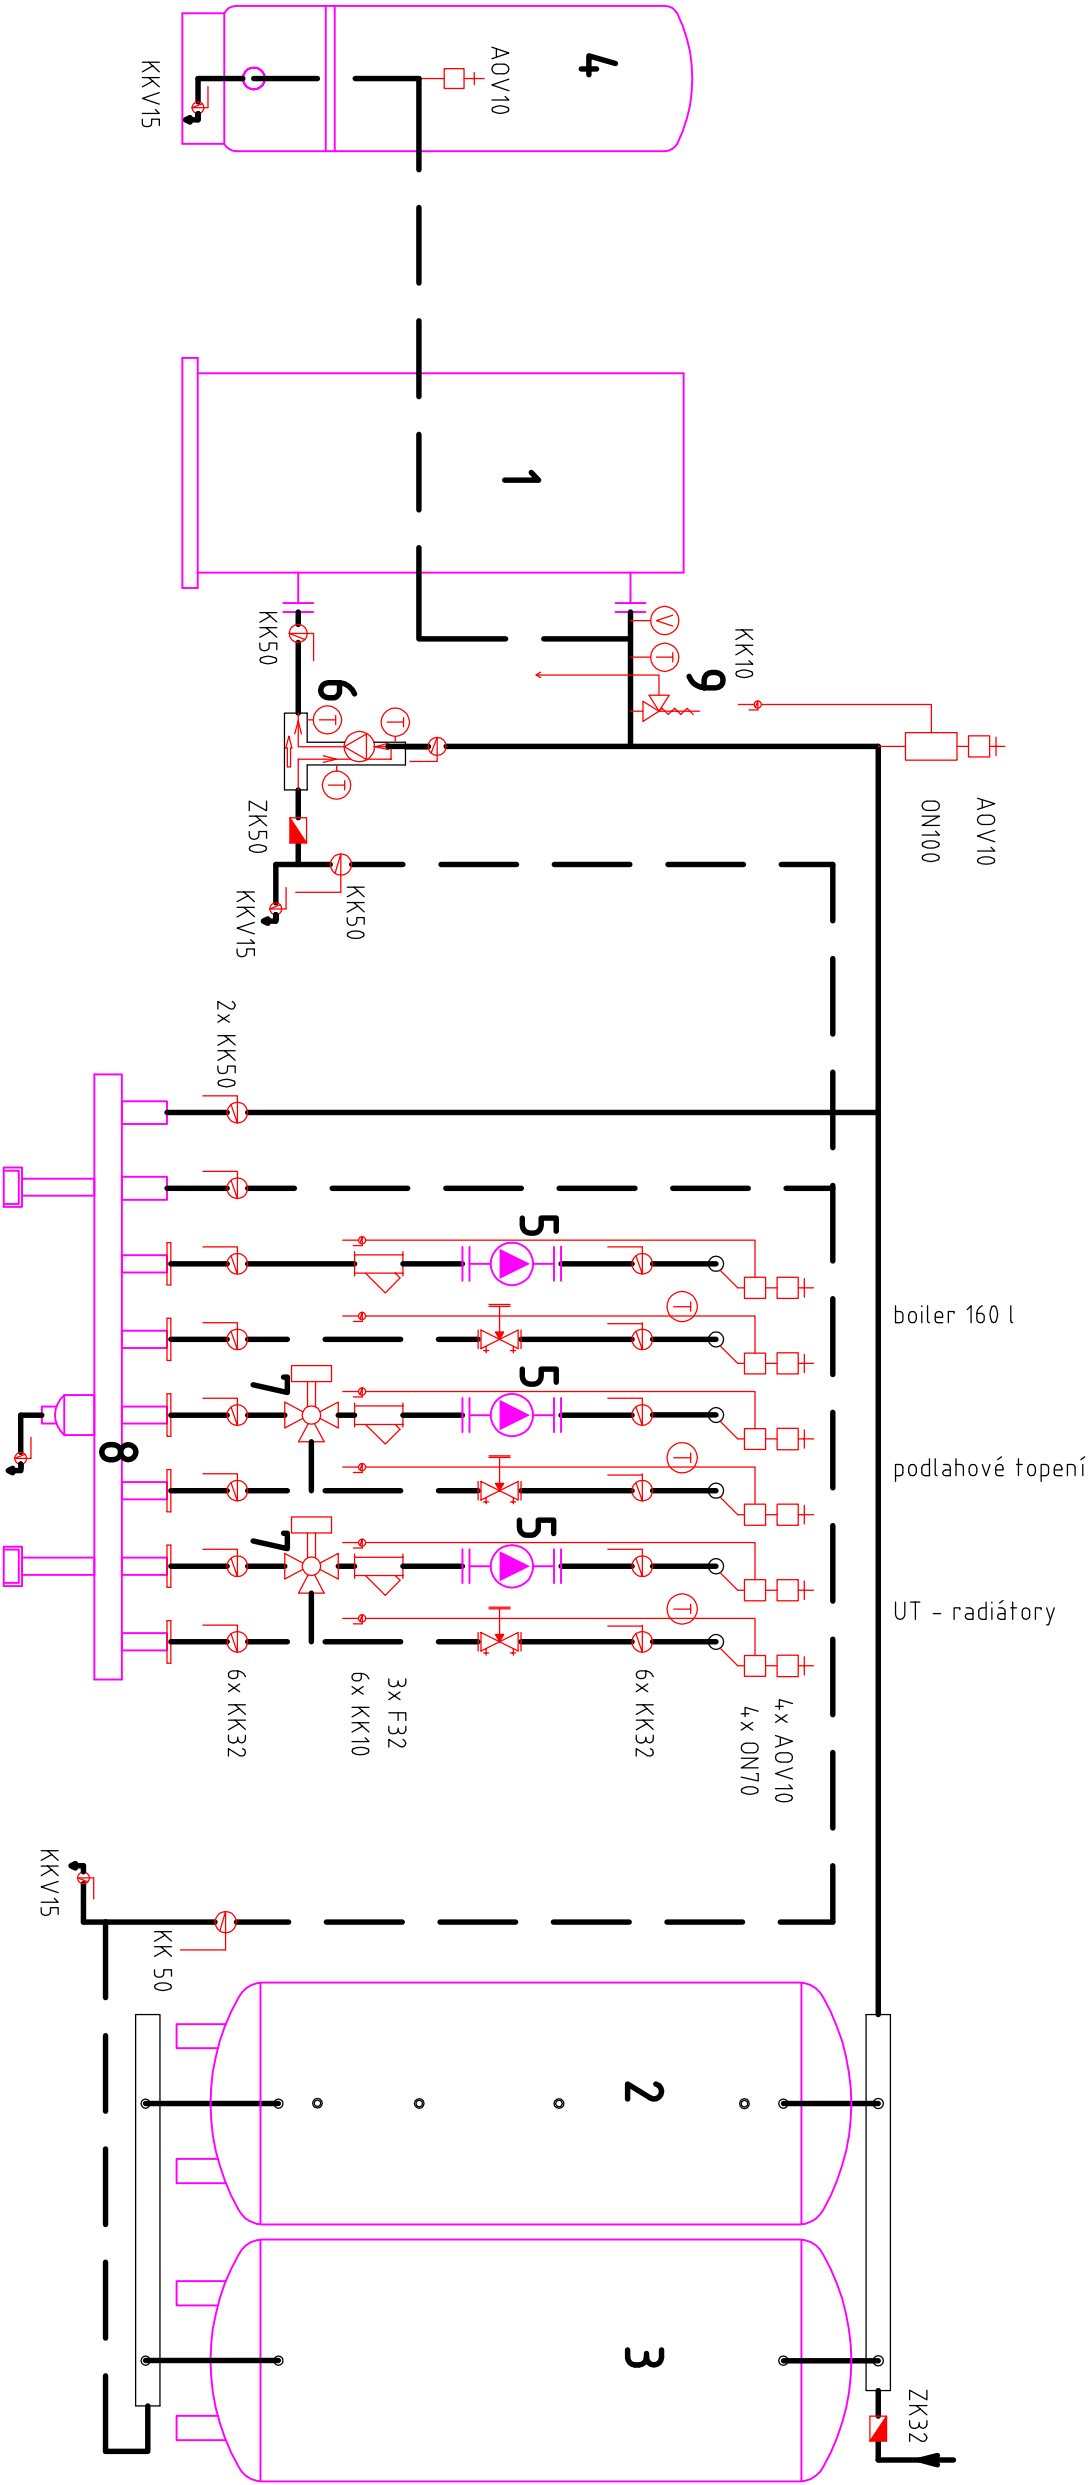 4
AOV10
KKV15
1
KK50
KK10
9
6
AOV10
ON100
ZK50
KK50
KKV15
2x KK50
5
boiler 160 l
5
7
8
podlahové topení
5
7
UT - radiátory
6x KK32
3x F32
6x KK10
6x KK32
4x AOV10
4x ON70
KKV15
KK 50
2
3
ZK32
V
T
T
T
T
T
T
T